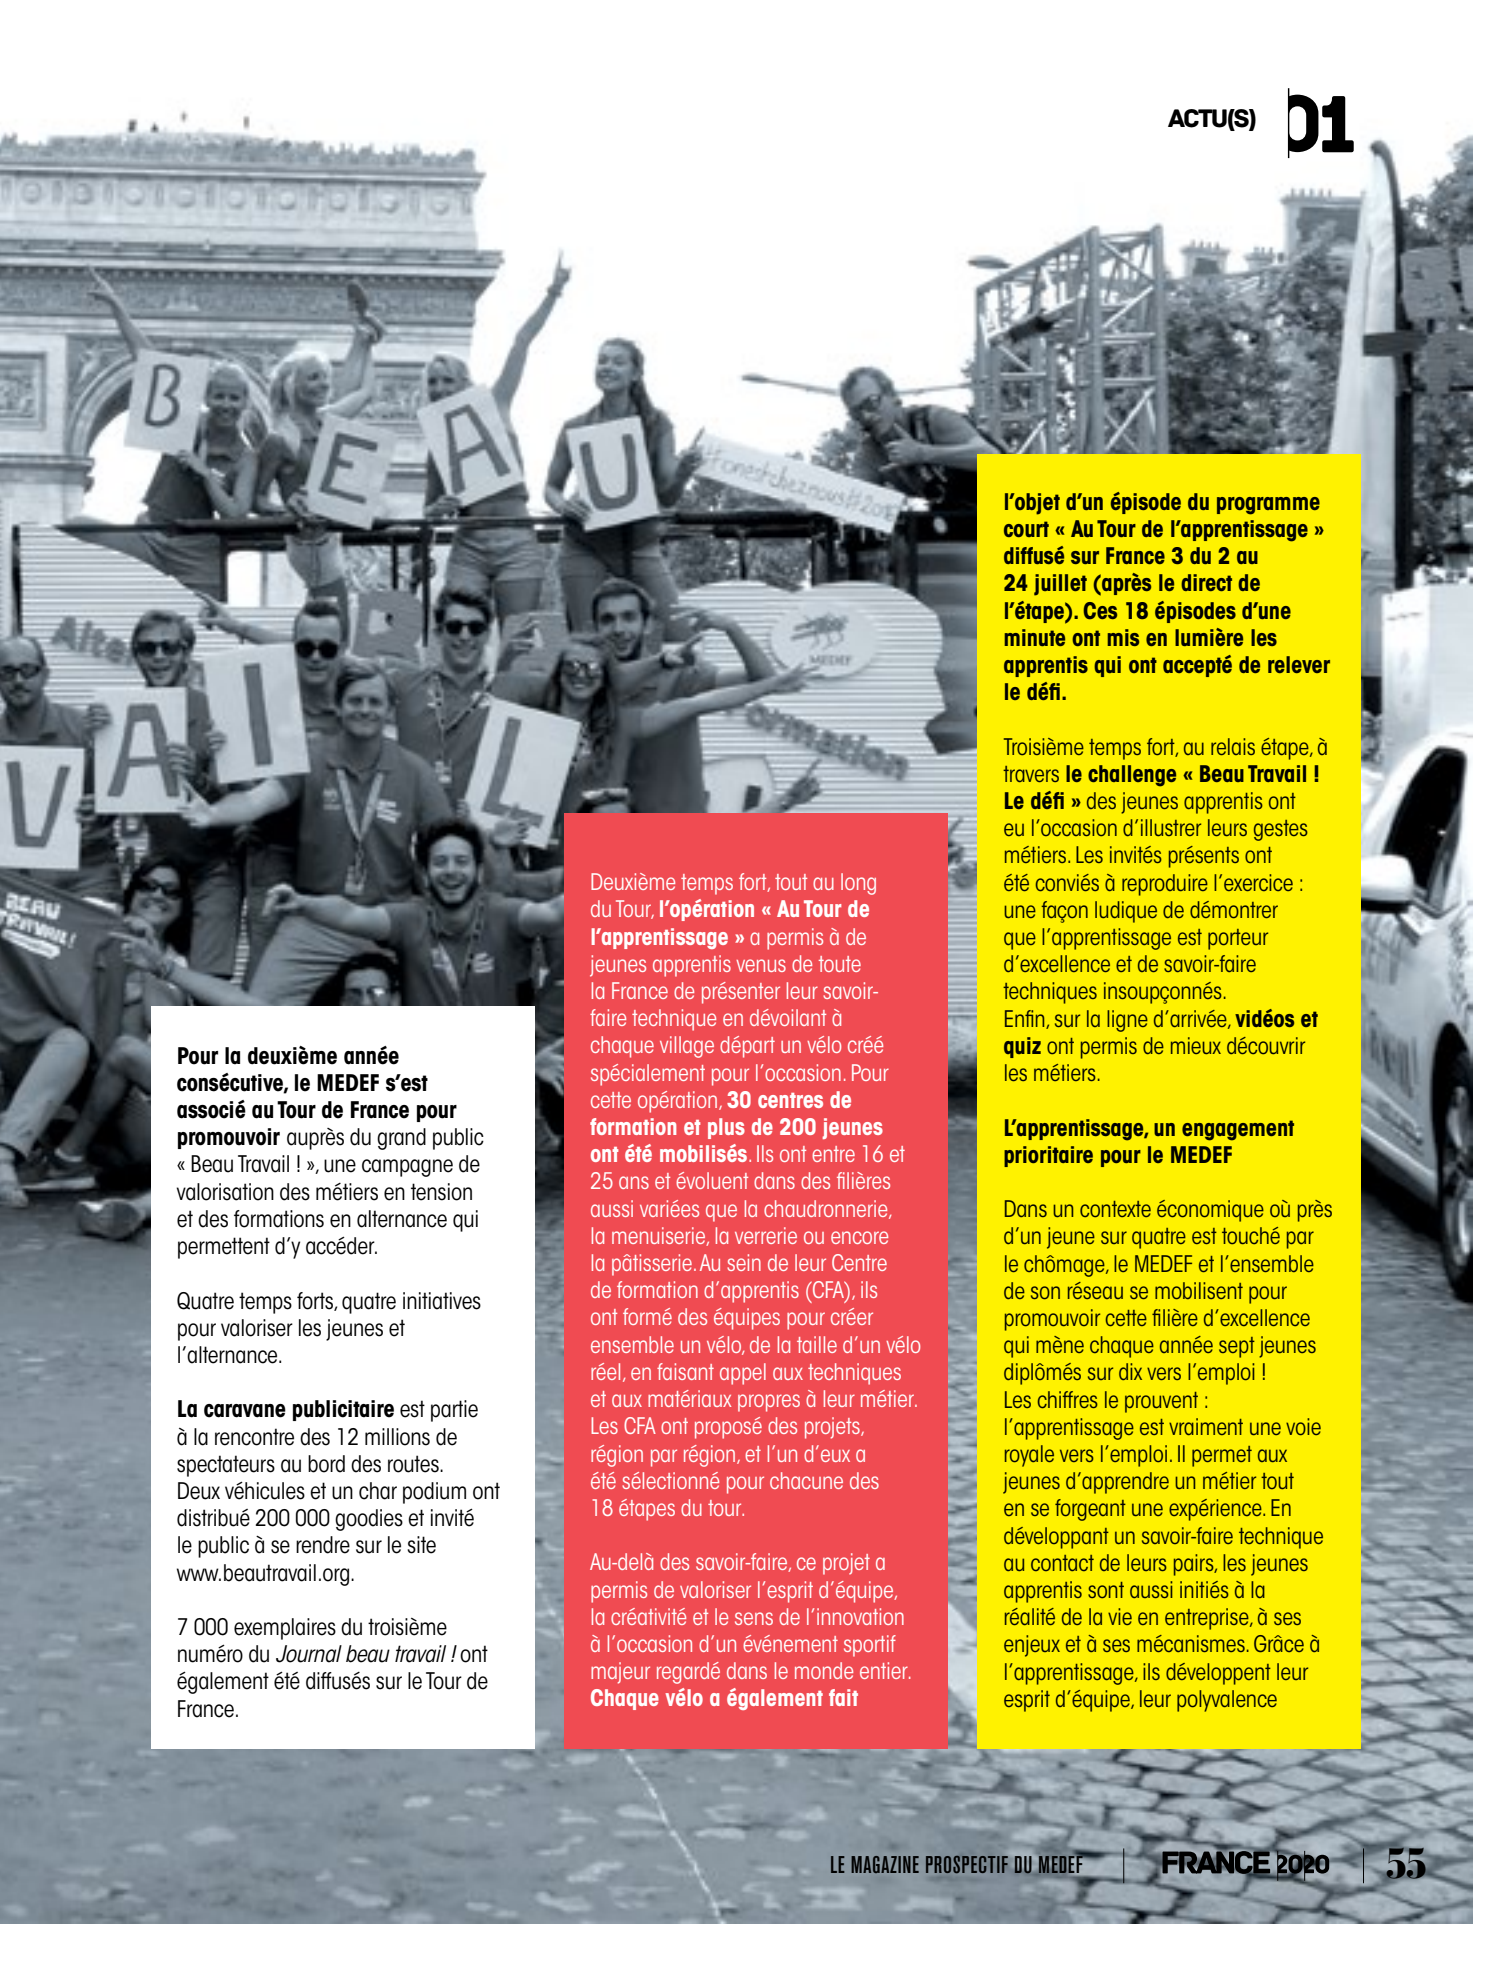 ACTU(S)
01
B
E
A
U
V
A
I
L
MEDEF
BEAU
TRAVAIL!
Pour la deuxième année
consécutive, le MEDEF s’est
associé au Tour de France pour
promouvoir auprès du grand public
« Beau Travail ! », une campagne de
valorisation des métiers en tension
et des formations en alternance qui
permettent d’y accéder.
Quatre temps forts, quatre initiatives
pour valoriser les jeunes et
l’alternance.
La caravane publicitaire est partie
à la rencontre des 12 millions de
spectateurs au bord des routes.
Deux véhicules et un char podium ont
distribué 200 000 goodies et invité
le public à se rendre sur le site
www.beautravail.org.
7 000 exemplaires du troisième
numéro du Journal beau travail ! ont
également été diffusés sur le Tour de
France.
Deuxième temps fort, tout au long
du Tour, l’opération « Au Tour de
l’apprentissage » a permis à de
jeunes apprentis venus de toute
la France de présenter leur savoir-
faire technique en dévoilant à
chaque village départ un vélo créé
spécialement pour l’occasion. Pour
cette opération, 30 centres de
formation et plus de 200 jeunes
ont été mobilisés. Ils ont entre 16 et
25 ans et évoluent dans des filières
aussi variées que la chaudronnerie,
la menuiserie, la verrerie ou encore
la pâtisserie. Au sein de leur Centre
de formation d’apprentis (CFA), ils
ont formé des équipes pour créer
ensemble un vélo, de la taille d’un vélo
réel, en faisant appel aux techniques
et aux matériaux propres à leur métier.
Les CFA ont proposé des projets,
région par région, et l’un d’eux a
été sélectionné pour chacune des
18 étapes du tour.
Au-delà des savoir-faire, ce projet a
permis de valoriser l’esprit d’équipe,
la créativité et le sens de l’innovation
à l’occasion d’un événement sportif
majeur regardé dans le monde entier.
Chaque vélo a également fait
l’objet d’un épisode du programme
court « Au Tour de l’apprentissage »
diffusé sur France 3 du 2 au
24 juillet (après le direct de
l’étape). Ces 18 épisodes d’une
minute ont mis en lumière les
apprentis qui ont accepté de relever
le défi.
Troisième temps fort, au relais étape, à
travers le challenge « Beau Travail !
Le défi » des jeunes apprentis ont
eu l’occasion d’illustrer leurs gestes
métiers. Les invités présents ont
été conviés à reproduire l’exercice :
une façon ludique de démontrer
que l’apprentissage est porteur
d’excellence et de savoir-faire
techniques insoupçonnés.
Enfin, sur la ligne d’arrivée, vidéos et
quiz ont permis de mieux découvrir
les métiers.
L’apprentissage, un engagement
prioritaire pour le MEDEF
Dans un contexte économique où près
d’un jeune sur quatre est touché par
le chômage, le MEDEF et l’ensemble
de son réseau se mobilisent pour
promouvoir cette filière d’excellence
qui mène chaque année sept jeunes
diplômés sur dix vers l’emploi !
Les chiffres le prouvent :
l’apprentissage est vraiment une voie
royale vers l’emploi. Il permet aux
jeunes d’apprendre un métier tout
en se forgeant une expérience. En
développant un savoir-faire technique
au contact de leurs pairs, les jeunes
apprentis sont aussi initiés à la
réalité de la vie en entreprise, à ses
enjeux et à ses mécanismes. Grâce à
l’apprentissage, ils développent leur
esprit d’équipe, leur polyvalence
LE MAGAZINE PROSPECTIF DU MEDEF
FRANCE 2020
55